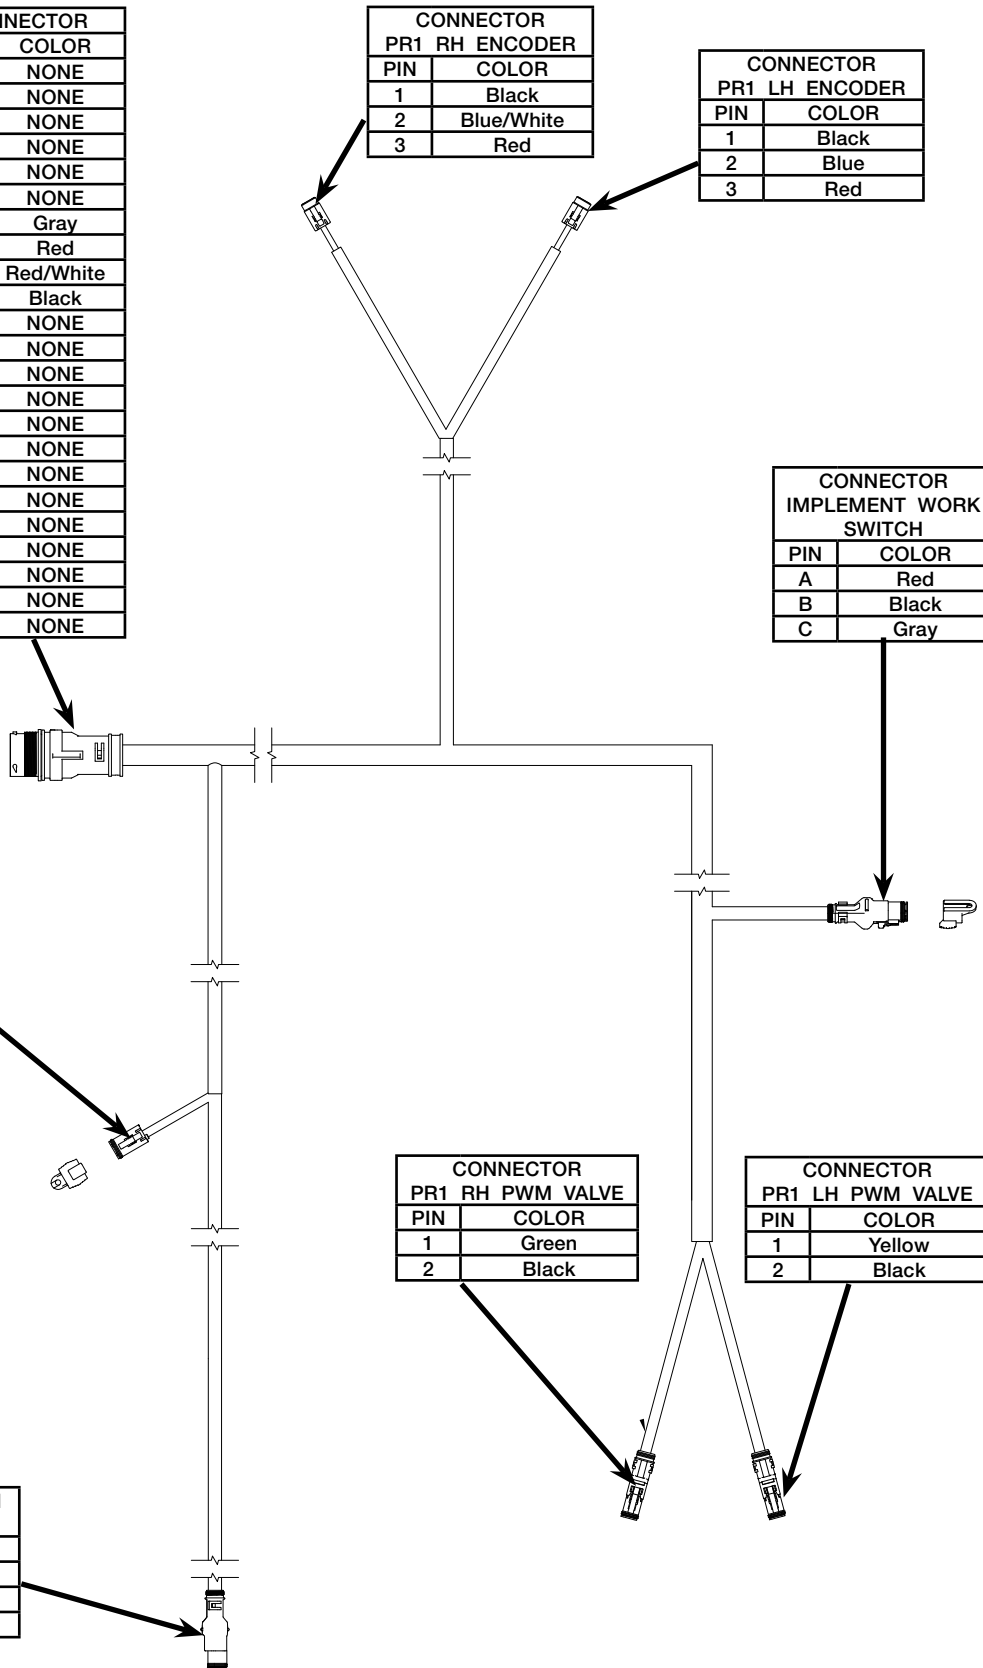 NNECTOR
COLOR
NONE
NONE
NONE
NONE
NONE
NONE
Gray
Red
Red/White
Black
NONE
NONE
NONE
NONE
NONE
NONE
NONE
NONE
NONE
NONE
NONE
NONE
NONE
CONNECTOR
PR1 RH ENCODER
PIN COLOR
1 Black
2 Blue/White
3 Red
CONNECTOR
PR1 LH ENCODER
PIN COLOR
1 Black
2 Blue
3 Red
CONNECTOR
IMPLEMENT WORK
SWITCH
PIN COLOR
A Red
B Black
C Gray
CONNECTOR
PR1 RH PWM VALVE
PIN COLOR
1 Green
2 Black
CONNECTOR
PR1 LH PWM VALVE
PIN COLOR
1 Yellow
2 Black